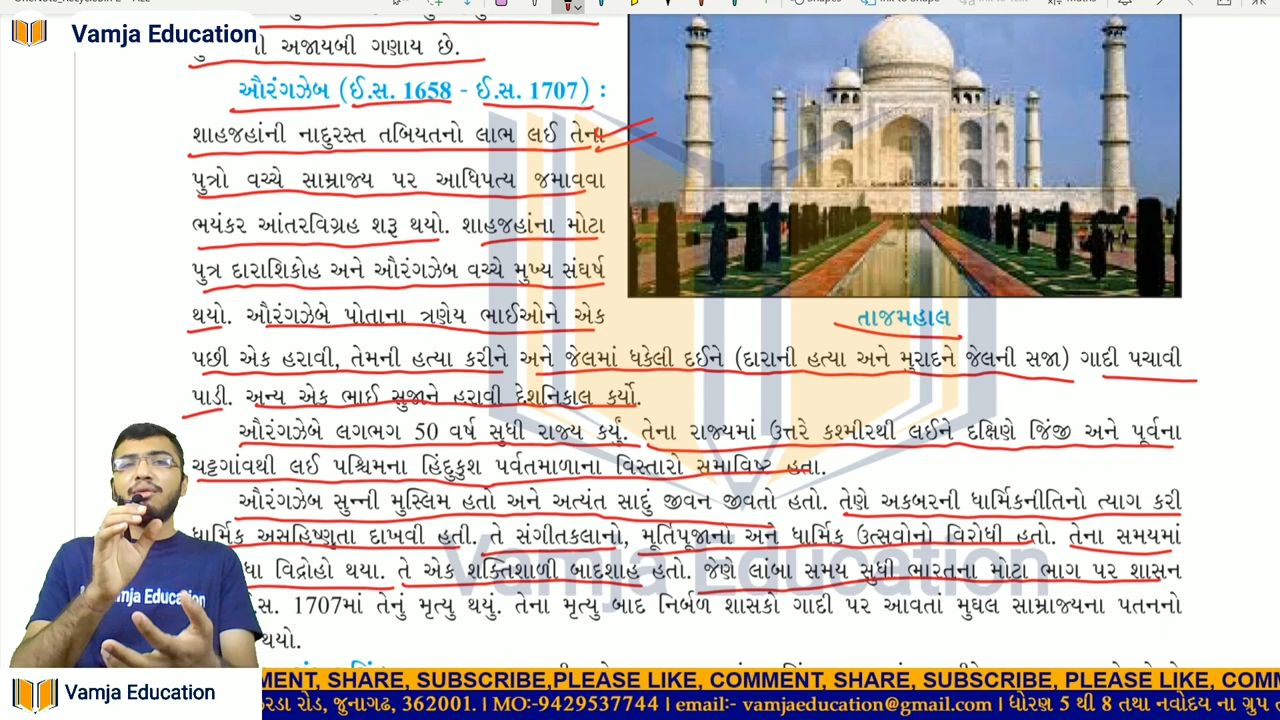 Vamja Education
અજાયબી ગણાય છે.
ઔરંગઝેબ (ઈ.સ. 1658 - ઈ.સ. 1707) :
શાહજહાંની નાદુરસ્ત તબિયતનો લાભ લઈ તેના
પુત્રો વચ્ચે સામ્રાજ્ય પર આધિપત્ય જમાવવા
ભયંકર આંતરવિગ્રહ શરૂ થયો. શાહજહાંના મોટા
પુત્ર દારાશિકોહ અને ઔરંગઝેબ વચ્ચે મુખ્ય સંઘર્ષ
થયો. ઔરંગઝેબે પોતાના ત્રણેય ભાઈઓને એક
તાજમહાલ
પછી એક હરાવી, તેમની હત્યા કરીને અને જેલમાં ધકેલી દઈને (દારાની હત્યા અને મુરાદને જેલની સજા) ગાદી પચાવી
પાડી. અન્ય એક ભાઈ સુજાને હરાવી દેશનિકાલ કર્યો.
ઔરંગઝેબે લગભગ 50 વર્ષ સુધી રાજ્ય કર્યું. તેના રાજ્યમાં ઉત્તરે કશ્મીરથી લઈને દક્ષિણે જિંજી અને પૂર્વના
ચટ્ટગાંવથી લઈ પશ્ચિમના હિંદુકુશ પર્વતમાળાના વિસ્તારો સમાવિષ્ટ હતા.
ઔરંગઝેબ સુન્ની મુસ્લિમ હતો અને અત્યંત સાદું જીવન જીવતો હતો. તેણે અકબરની ધાર્મિકનીતિનો ત્યાગ કરી
ધાર્મિક અસહિષ્ણુતા દાખવી હતી. તે સંગીતકલાનો, મૂર્તિપૂજાનો અને ધાર્મિક ઉત્સવોનો વિરોધી હતો. તેના સમયમાં
વિદ્રોહો થયા. તે એક શક્તિશાળી બાદશાહ હતો. જેણે લાંબા સમય સુધી ભારતના મોટા ભાગ પર શાસન
1707માં તેનું મૃત્યુ થયું. તેના મૃત્યુ બાદ નિર્બળ શાસકો ગાદી પર આવતા મુઘલ સામ્રાજ્યના પતનનો
થયો.
Vamja Education
Vamja Education
COMMENT, SHARE, SUBSCRIBE,PLEASE LIKE, COMMENT, SHARE, SUBSCRIBE, PLEASE LIKE,
રોડ, જુનાગઢ, 362001. | MO:-9429537744 | email:- vamjaeducation@gmail.com | ધોરણ 5 થી 8 તથા નવોદય ના ગ્રુપ